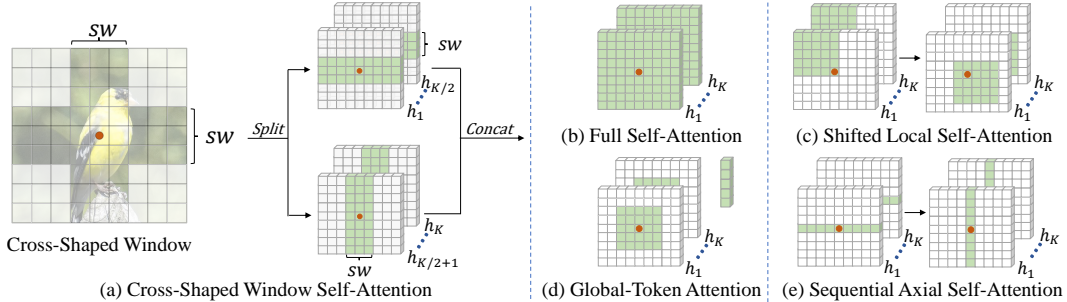 sw
sw
Cross-Shaped Window
Split
sw
h_{K/2}
h_1
h_K
h_{K/2+1}
sw
Concat
(a) Cross-Shaped Window Self-Attention
h_K
h_1
(b) Full Self-Attention
h_K
h_1
(c) Shifted Local Self-Attention
h_K
h_1
(d) Global-Token Attention
h_K
h_1
(e) Sequential Axial Self-Attention